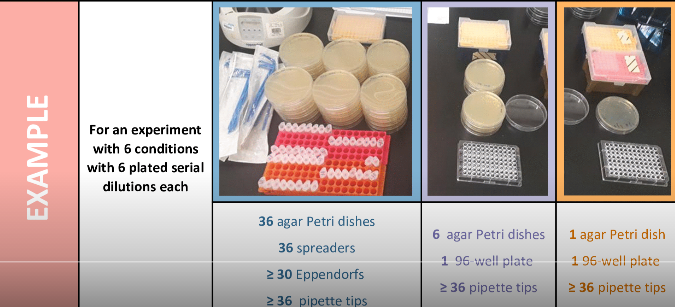 EXAMPLE
For an experiment
with 6 conditions
with 6 plated serial
dilutions each
36 agar Petri dishes
36 spreaders
≥ 30 Eppendorfs
≥ 36 pipette tips
6 agar Petri dishes
1 96-well plate
≥ 36 pipette tips
1 agar Petri dish
1 96-well plate
≥ 36 pipette tips